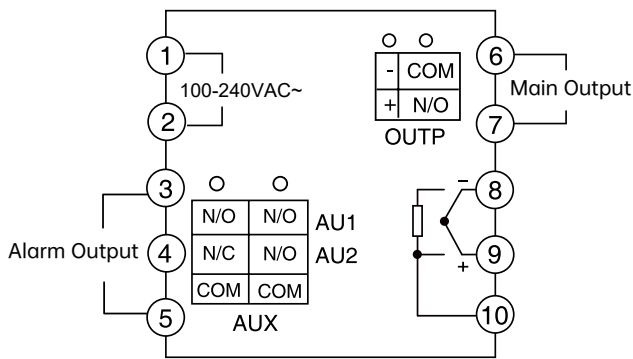 1
100-240VAC~
2
3
Alarm Output
4
5
N/O N/O AU1
N/C N/O AU2
COM COM
AUX
- COM
+ N/O
OUTP
6
Main Output
7
- 8
+ 9
10